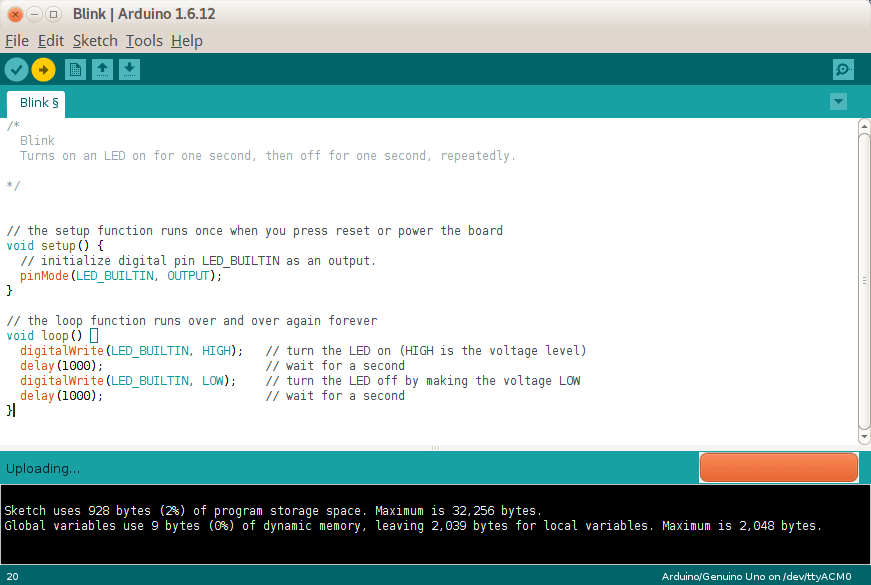 Blink | Arduino 1.6.12
File Edit Sketch Tools Help
Blink §
/*
  Blink
  Turns on an LED on for one second, then off for one second, repeatedly.
*/
// the setup function runs once when you press reset or power the board
void setup() {
  // initialize digital pin LED_BUILTIN as an output.
  pinMode(LED_BUILTIN, OUTPUT);
}
// the loop function runs over and over again forever
void loop()
  digitalWrite(LED_BUILTIN, HIGH);   // turn the LED on (HIGH is the voltage level)
  delay(1000);                       // wait for a second
  digitalWrite(LED_BUILTIN, LOW);    // turn the LED off by making the voltage LOW
  delay(1000);                       // wait for a second
}
Uploading...
Sketch uses 928 bytes (2%) of program storage space. Maximum is 32,256 bytes.
Global variables use 9 bytes (0%) of dynamic memory, leaving 2,039 bytes for local variables. Maximum is 2,048 bytes.
20 Arduino/Genuino Uno on /dev/ttyACM0